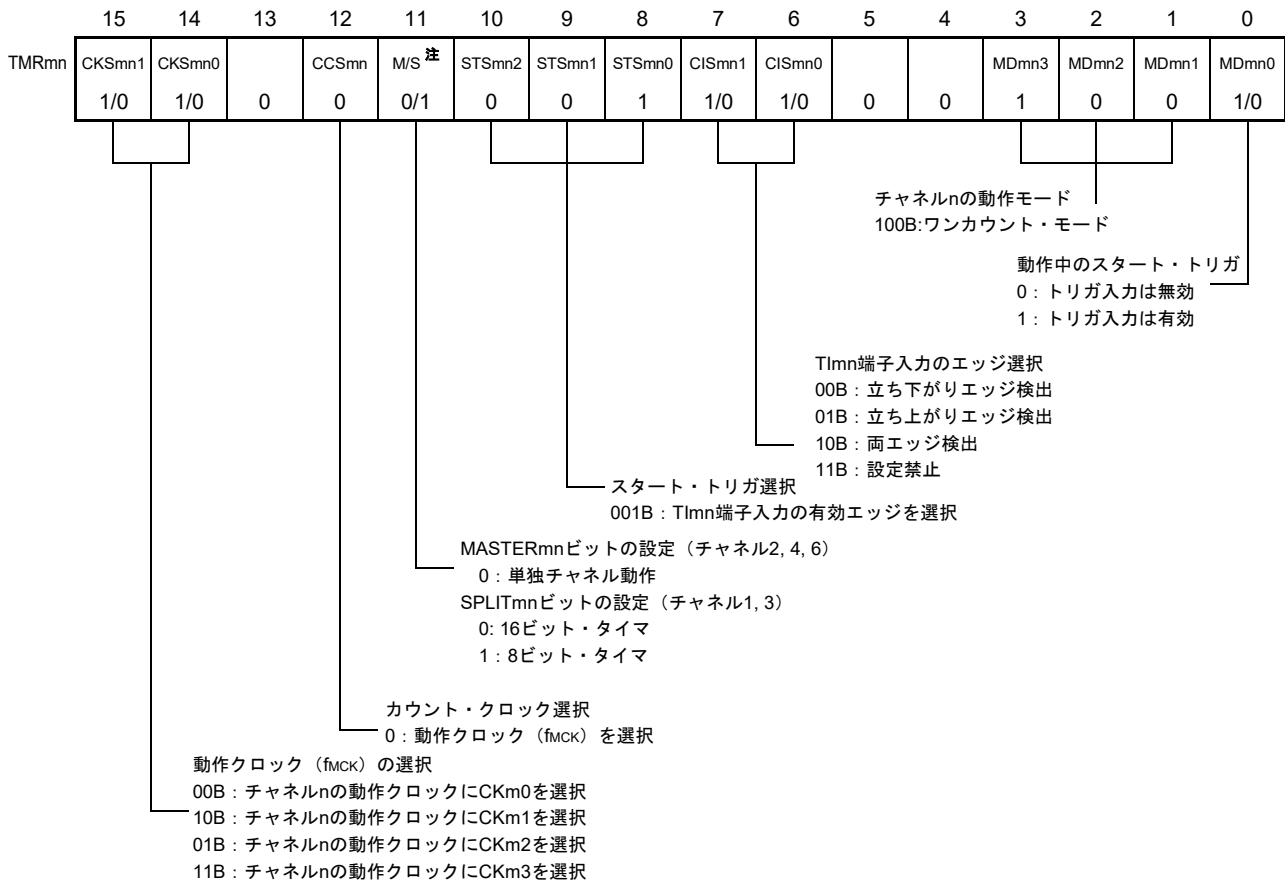 15 14 13 12 11 10 9 8 7 6 5 4 3 2 1 0
TMRmn CKSmn1 CKSmn0 CCSmn M/S 注 STSmn2 STSmn1 STSmn0 CISmn1 CISmn0 MDmn3 MDmn2 MDmn1 MDmn0
1/0 1/0 0 0 0/1 0 0 1 1/0 1/0 0 0 1 0 0 1/0
チャネルnの動作モード
100B:ワンカウント・モード
動作中のスタート・トリガ
0：トリガ入力は無効
1：トリガ入力は有効
TImn端子入力のエッジ選択
00B：立ち下がりエッジ検出
01B：立ち上がりエッジ検出
10B：両エッジ検出
11B：設定禁止
スタート・トリガ選択
001B：TImn端子入力の有効エッジを選択
MASTERmnビットの設定（チャネル2, 4, 6）
0：単独チャネル動作
SPLITmnビットの設定（チャネル1, 3）
0: 16ビット・タイマ
1：8ビット・タイマ
カウント・クロック選択
0：動作クロック（fMCK）を選択
動作クロック（fMCK）の選択
00B：チャネルnの動作クロックにCKm0を選択
10B：チャネルnの動作クロックにCKm1を選択
01B：チャネルnの動作クロックにCKm2を選択
11B：チャネルnの動作クロックにCKm3を選択